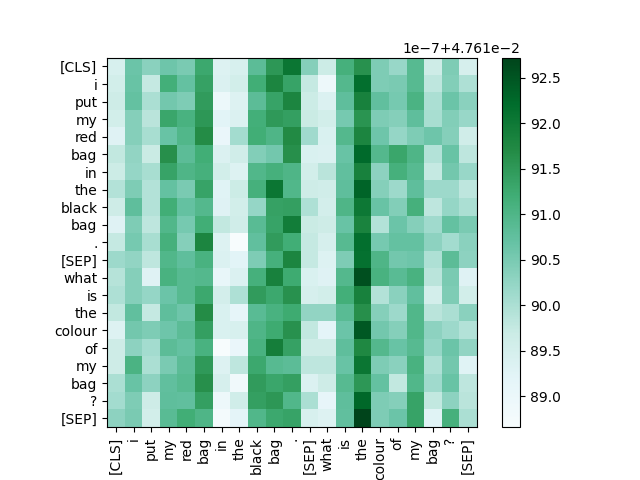 1e-7+4.761e-2
[CLS]
i
put
my
red
bag
in
the
black
bag
.
[SEP]
what
is
the
colour
of
my
bag
?
[SEP]
92.5
92.0
91.5
91.0
90.5
90.0
89.5
89.0
[CLS]
i
put
my
red
bag
in
the
black
bag
.
[SEP]
what
is
the
colour
of
my
bag
?
[SEP]